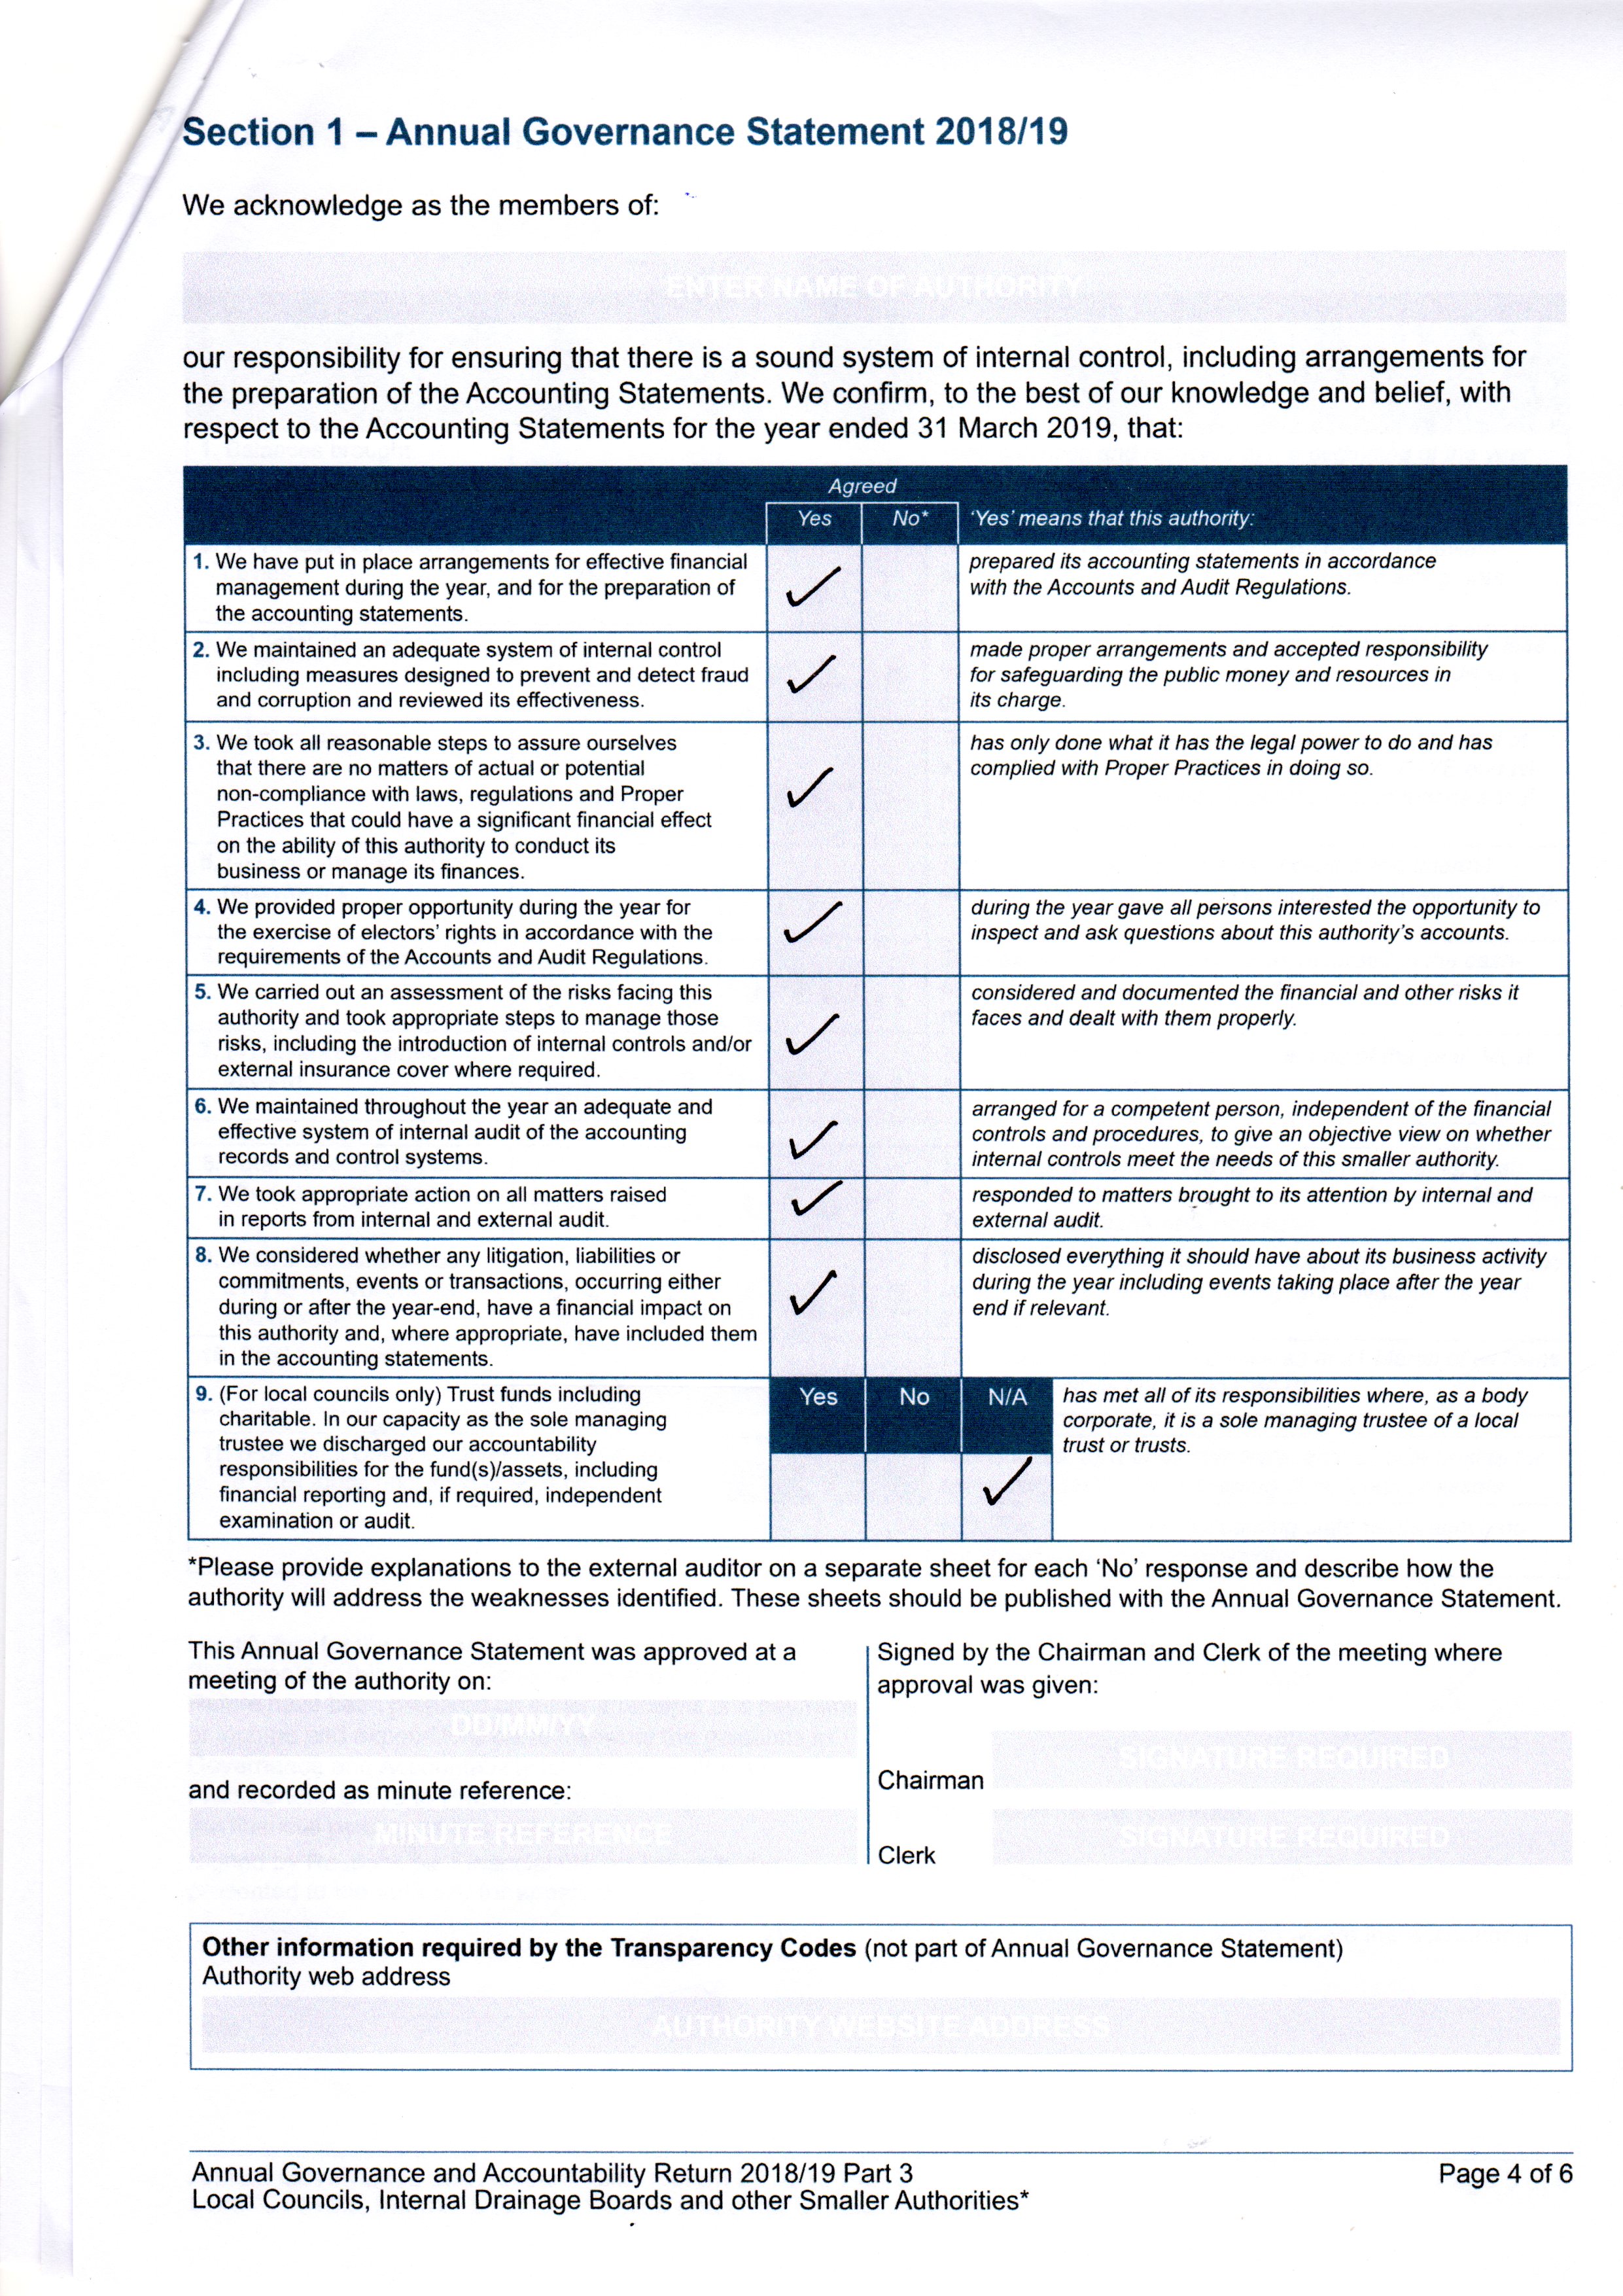 Section 1 – Annual Governance Statement 2018/19
We acknowledge as the members of:
ENTER NAME OF AUTHORITY
our responsibility for ensuring that there is a sound system of internal control, including arrangements for
the preparation of the Accounting Statements. We confirm, to the best of our knowledge and belief, with
respect to the Accounting Statements for the year ended 31 March 2019, that:
Agreed
Yes No* ‘Yes’ means that this authority:
1. We have put in place arrangements for effective financial
management during the year, and for the preparation of
the accounting statements.
prepared its accounting statements in accordance
with the Accounts and Audit Regulations.
2. We maintained an adequate system of internal control
including measures designed to prevent and detect fraud
and corruption and reviewed its effectiveness.
made proper arrangements and accepted responsibility
for safeguarding the public money and resources in
its charge.
3. We took all reasonable steps to assure ourselves
that there are no matters of actual or potential
non-compliance with laws, regulations and Proper
Practices that could have a significant financial effect
on the ability of this authority to conduct its
business or manage its finances.
has only done what it has the legal power to do and has
complied with Proper Practices in doing so.
4. We provided proper opportunity during the year for
the exercise of electors’ rights in accordance with the
requirements of the Accounts and Audit Regulations.
during the year gave all persons interested the opportunity to
inspect and ask questions about this authority’s accounts.
5. We carried out an assessment of the risks facing this
authority and took appropriate steps to manage those
risks, including the introduction of internal controls and/or
external insurance cover where required.
considered and documented the financial and other risks it
faces and dealt with them properly.
6. We maintained throughout the year an adequate and
effective system of internal audit of the accounting
records and control systems.
arranged for a competent person, independent of the financial
controls and procedures, to give an objective view on whether
internal controls meet the needs of this smaller authority.
7. We took appropriate action on all matters raised
in reports from internal and external audit.
responded to matters brought to its attention by internal and
external audit.
8. We considered whether any litigation, liabilities or
commitments, events or transactions, occurring either
during or after the year-end, have a financial impact on
this authority and, where appropriate, have included them
in the accounting statements.
disclosed everything it should have about its business activity
during the year including events taking place after the year
end if relevant.
9. (For local councils only) Trust funds including
charitable. In our capacity as the sole managing
trustee we discharged our accountability
responsibilities for the fund(s)/assets, including
financial reporting and, if required, independent
examination or audit.
Yes No N/A
has met all of its responsibilities where, as a body
corporate, it is a sole managing trustee of a local
trust or trusts.
*Please provide explanations to the external auditor on a separate sheet for each ‘No’ response and describe how the
authority will address the weaknesses identified. These sheets should be published with the Annual Governance Statement.
This Annual Governance Statement was approved at a
meeting of the authority on:
DD/MM/YY
and recorded as minute reference:
MINUTE REFERENCE
Signed by the Chairman and Clerk of the meeting where
approval was given:
SIGNATURE REQUIRED
Chairman
SIGNATURE REQUIRED
Clerk
Other information required by the Transparency Codes (not part of Annual Governance Statement)
Authority web address
AUTHORITY WEBSITE ADDRESS
Annual Governance and Accountability Return 2018/19 Part 3
Local Councils, Internal Drainage Boards and other Smaller Authorities*
Page 4 of 6